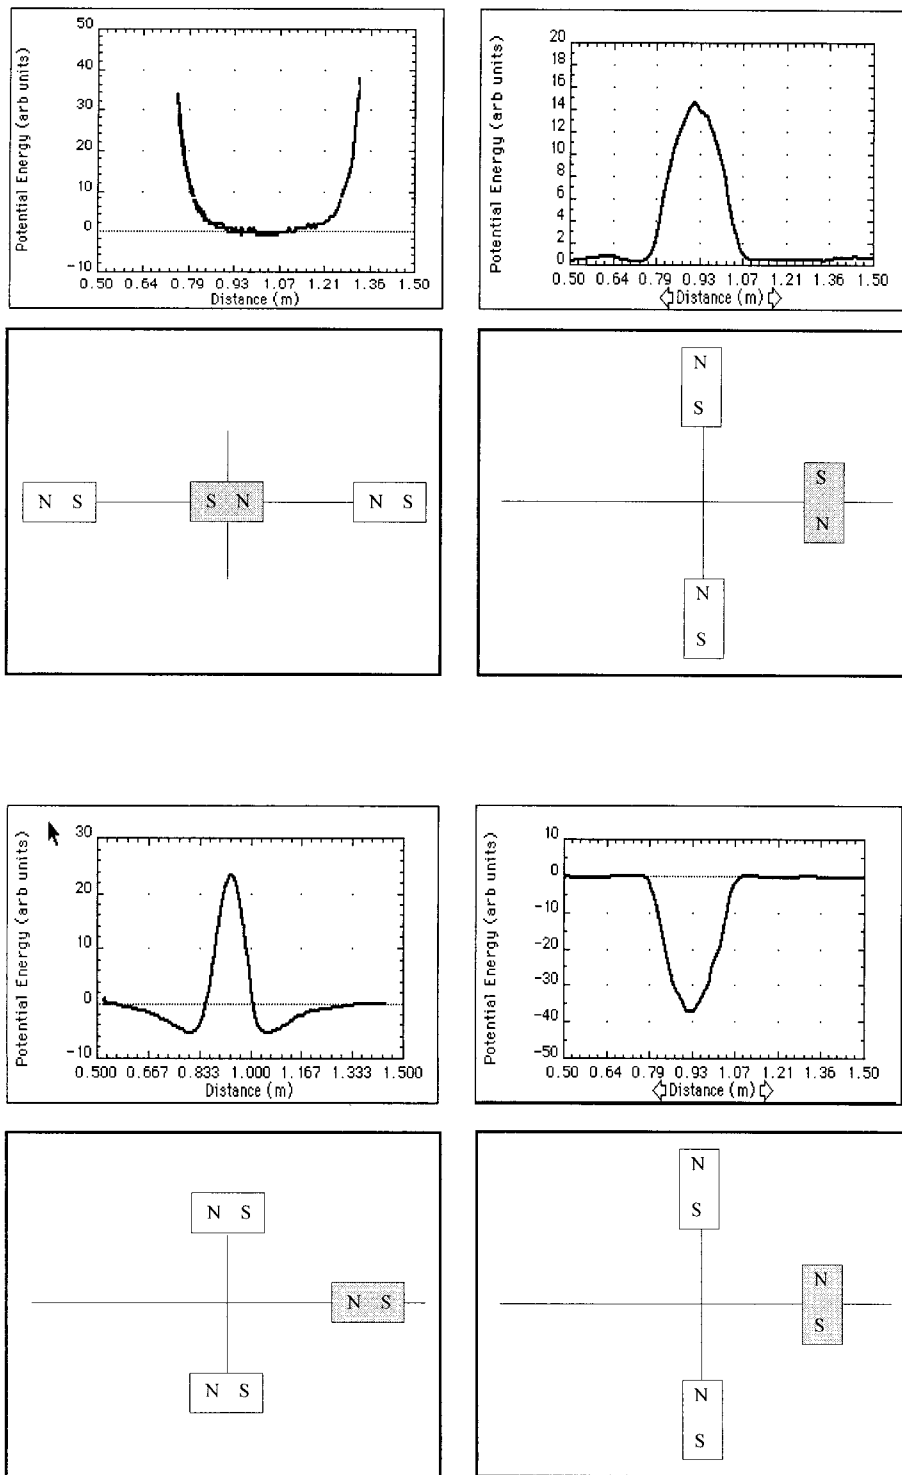 Potential Energy (arb units)
50
40
30
20
10
0
-10
0.50 0.64 0.79 0.93 1.07 1.21 1.36 1.50
Distance (m)
Potential Energy (arb units)
20
18
16
14
12
10
8
6
4
2
0
0.50 0.64 0.79 0.93 1.07 1.21 1.36 1.50
Distance (m)
N S
S N
N S
N
S
S
N
N
S
Potential Energy (arb units)
30
20
10
0
-10
0.500 0.667 0.833 1.000 1.167 1.333 1.500
Distance (m)
Potential Energy (arb units)
10
0
-10
-20
-30
-40
-50
0.50 0.64 0.79 0.93 1.07 1.21 1.36 1.50
Distance (m)
N S
N S
N S
N
S
N
S
N
S